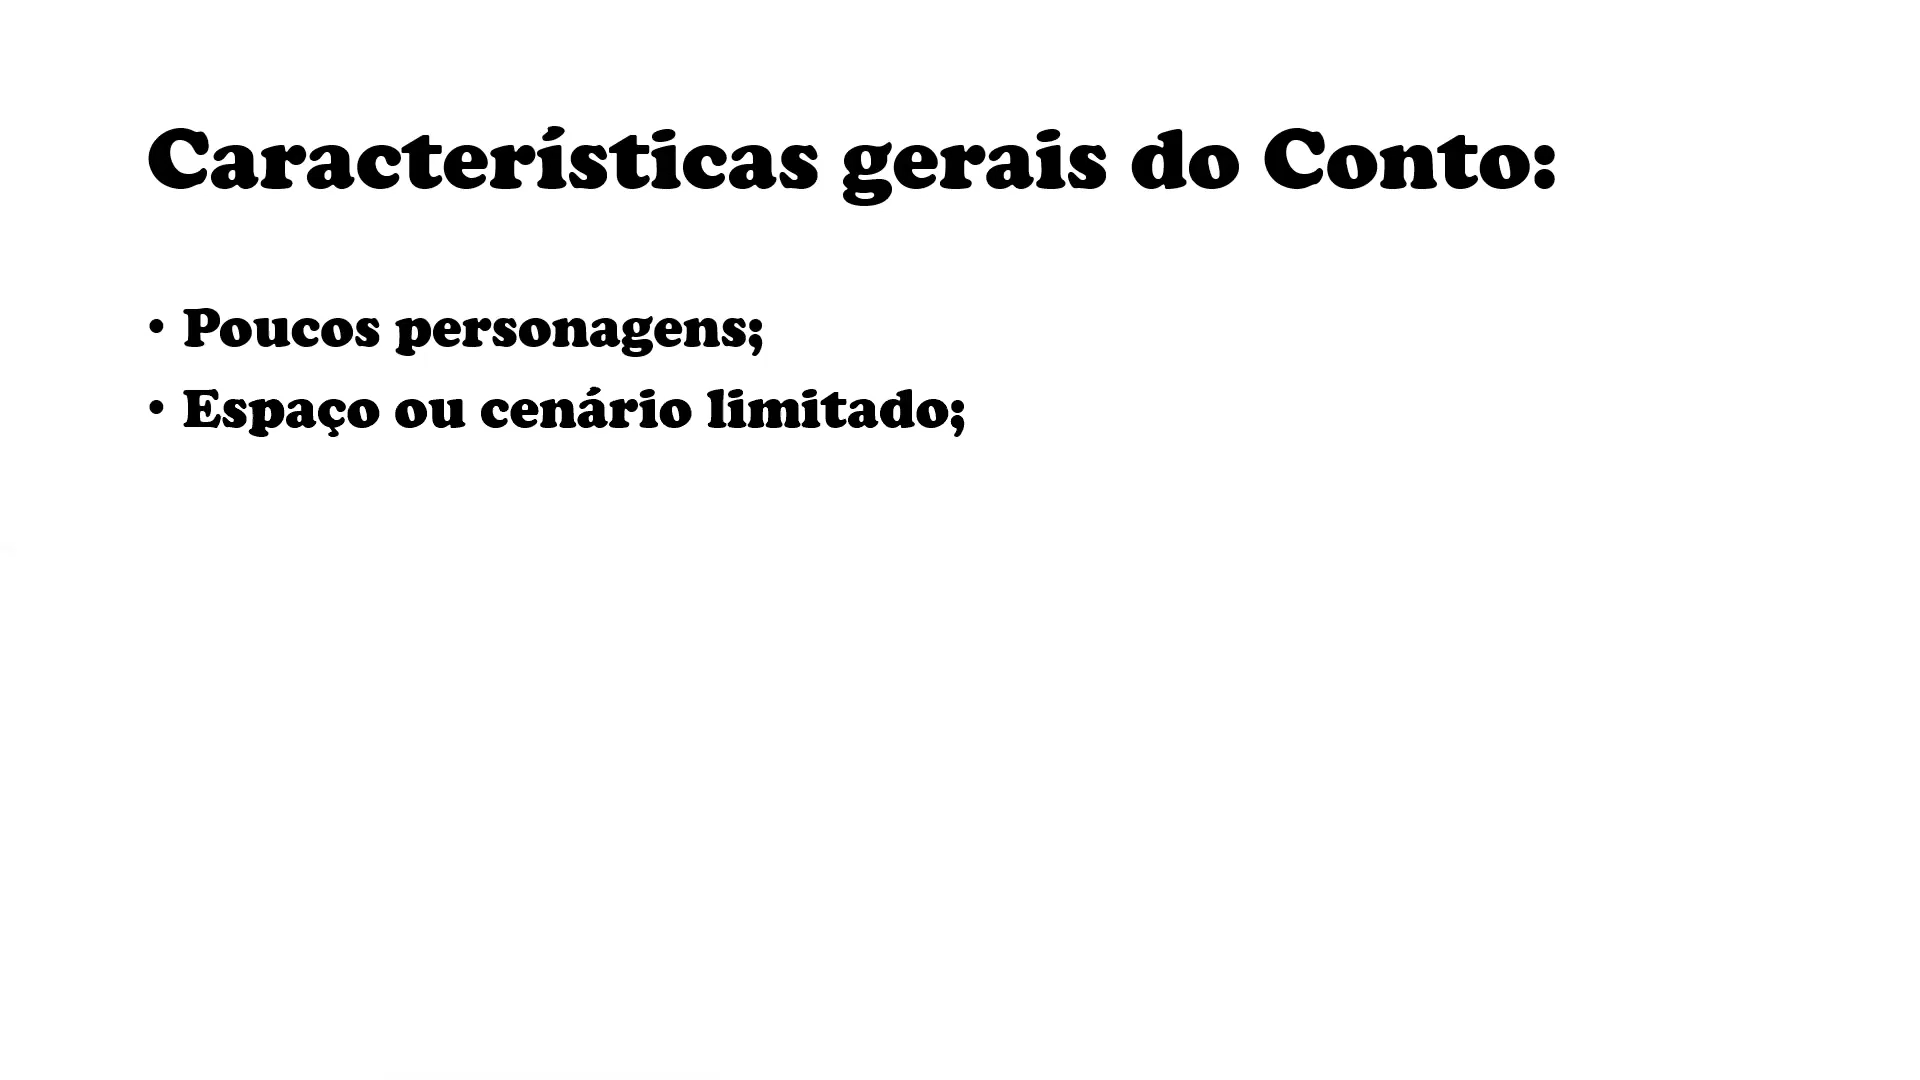 Características gerais do Conto:
• Poucos personagens;
• Espaço ou cenário limitado;